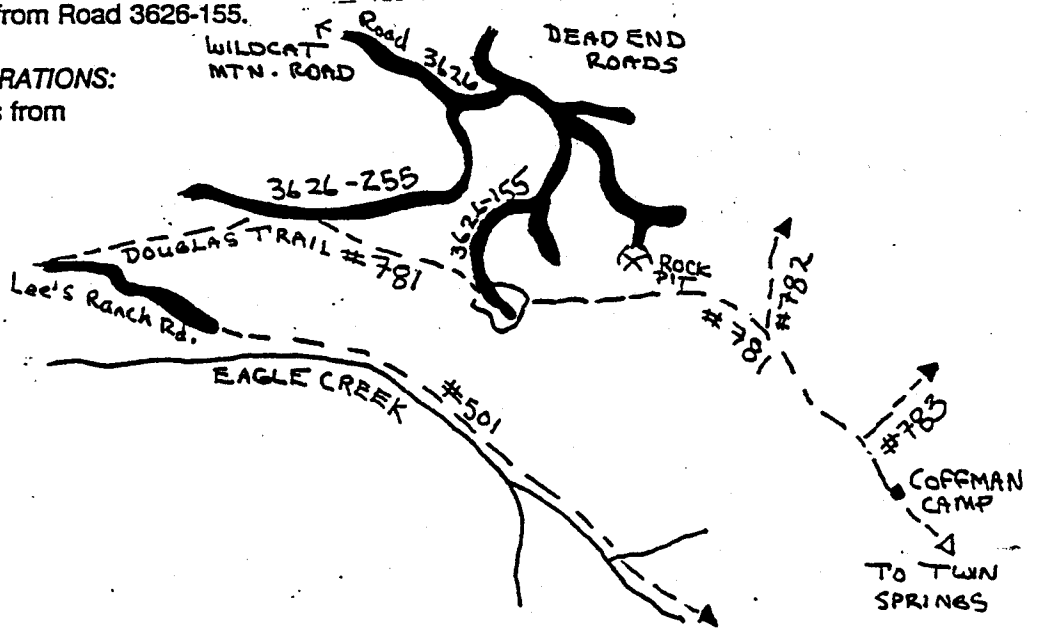 from Road 3626-155.
RATIONS:
s from
WILDCAT
MTN. ROAD
Road
3626
DEAD END
ROADS
3626-255
3626-155
DOUGLAS TRAIL #781
ROCK
PIT
#782
#781
Lee's Ranch Rd.
EAGLE CREEK
#501
#783
COFFMAN
CAMP
TO TWIN
SPRINGS